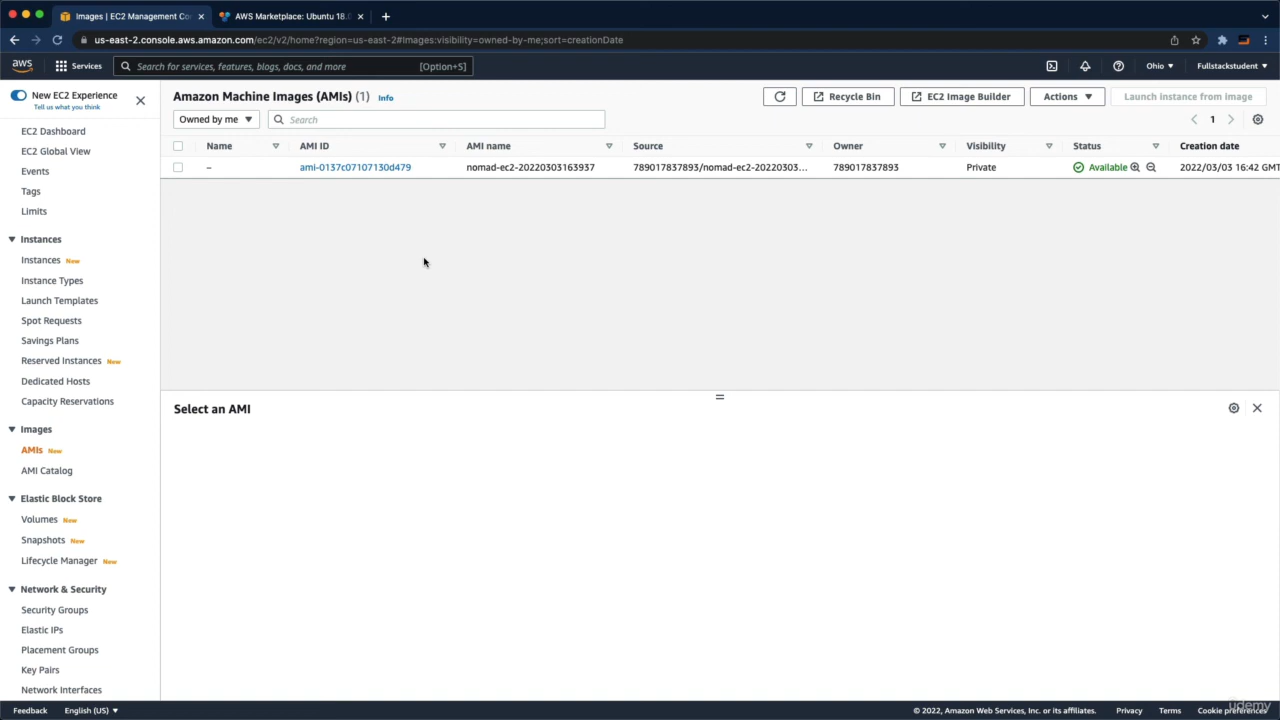 Images | EC2 Management Co
AWS Marketplace: Ubuntu 18.0
us-east-2.console.aws.amazon.com/ec2/v2/home?region=us-east-2#Images:visibility=owned-by-me;sort=creationDate
aws
Services
Search for services, features, blogs, docs, and more
[Option+S]
Ohio
Fullstackstudent
New EC2 Experience
Tell us what you think
Amazon Machine Images (AMIs) (1)
Info
Recycle Bin
EC2 Image Builder
Actions
Launch instance from image
Owned by me
Search
1
Name
AMI ID
AMI name
Source
Owner
Visibility
Status
Creation date
–
ami-0137c07107130d479
nomad-ec2-20220303163937
789017837893/nomad-ec2-20220303...
789017837893
Private
Available
2022/03/03 16:42 GMT
EC2 Dashboard
EC2 Global View
Events
Tags
Limits
Instances
Instances New
Instance Types
Launch Templates
Spot Requests
Savings Plans
Reserved Instances New
Dedicated Hosts
Capacity Reservations
Images
AMIs New
AMI Catalog
Elastic Block Store
Volumes New
Snapshots New
Lifecycle Manager New
Network & Security
Security Groups
Elastic IPs
Placement Groups
Key Pairs
Network Interfaces
Select an AMI
Feedback
English (US)
© 2022, Amazon Web Services, Inc. or its affiliates.
Privacy
Terms
Cookie preferences
udemy